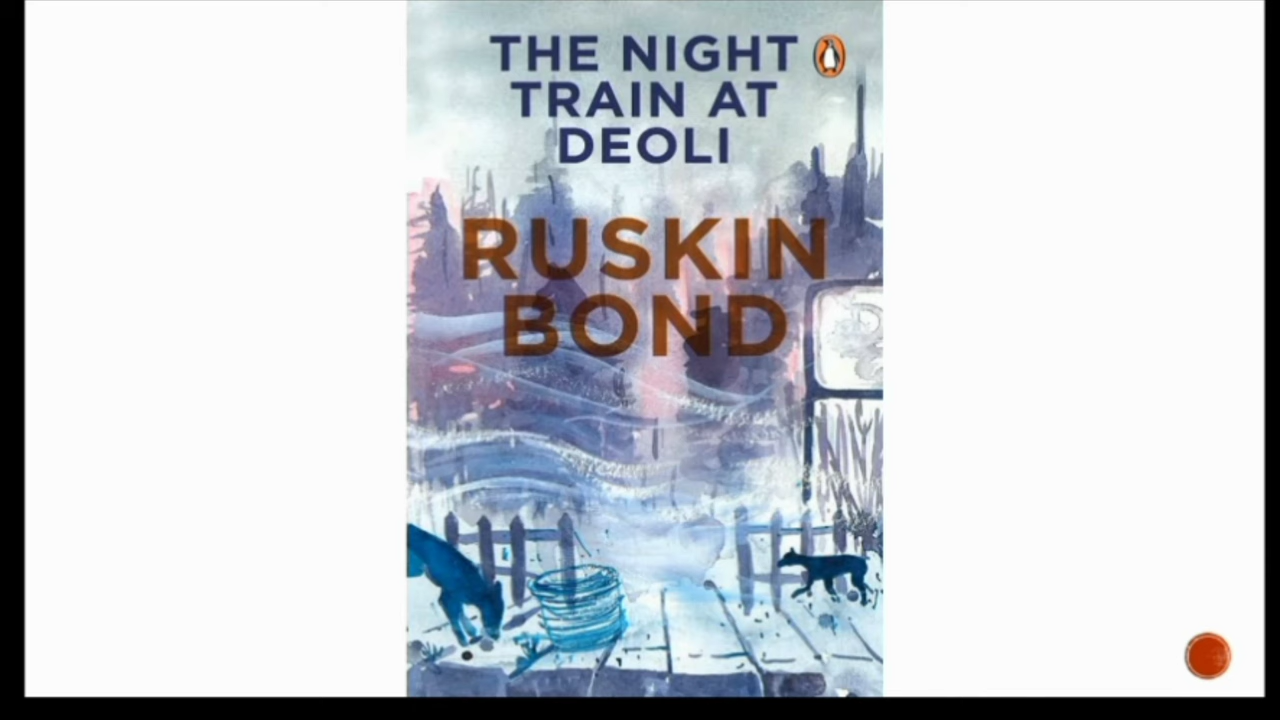 THE NIGHT
TRAIN AT
DEOLI
RUSKIN
BOND